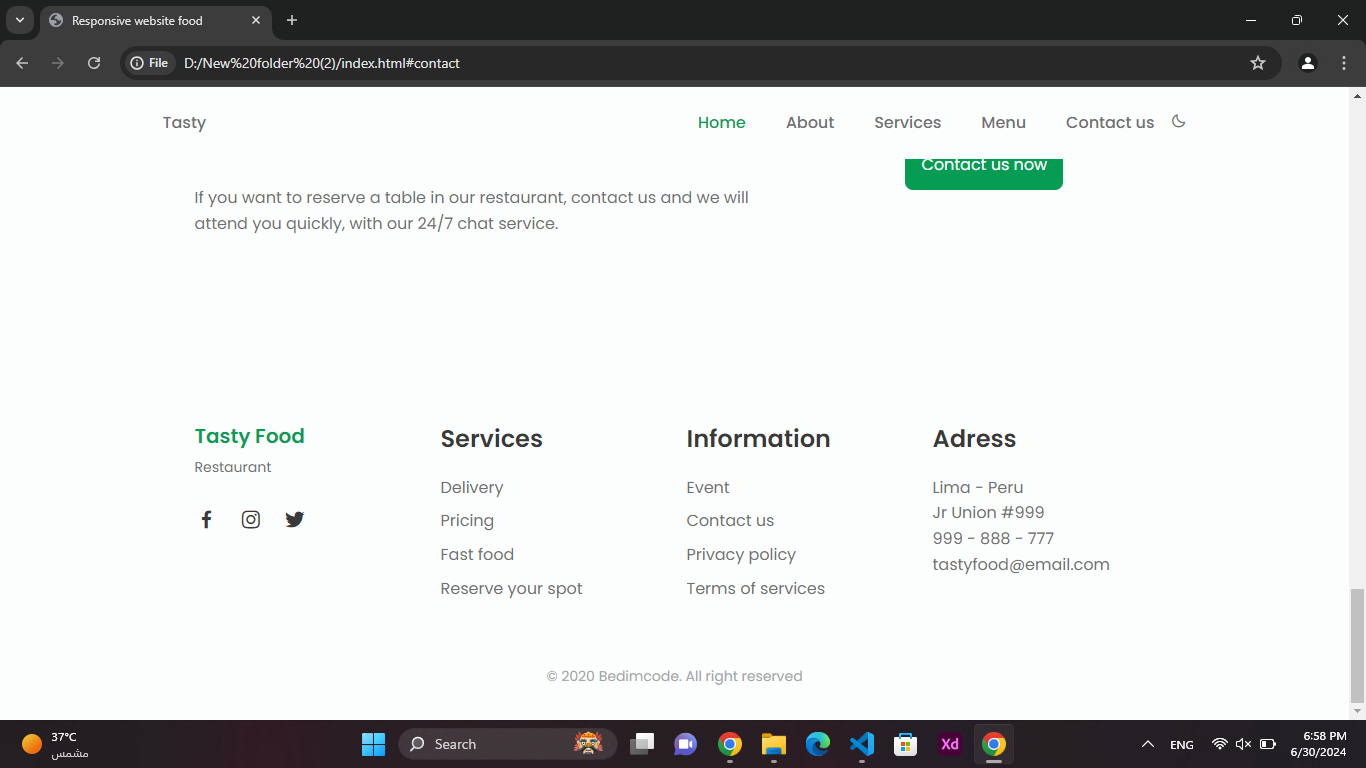 Responsive website food
File D:/New%20folder%20(2)/index.html#contact
Tasty Home About Services Menu Contact us
Contact us now
If you want to reserve a table in our restaurant, contact us and we will
attend you quickly, with our 24/7 chat service.
Tasty Food
Restaurant
Services
Delivery
Pricing
Fast food
Reserve your spot
Information
Event
Contact us
Privacy policy
Terms of services
Adress
Lima - Peru
Jr Union #999
999 - 888 - 777
tastyfood@email.com
© 2020 Bedimcode. All right reserved
37°C
مشمس
Search
Xd
ENG
6:58 PM
6/30/2024